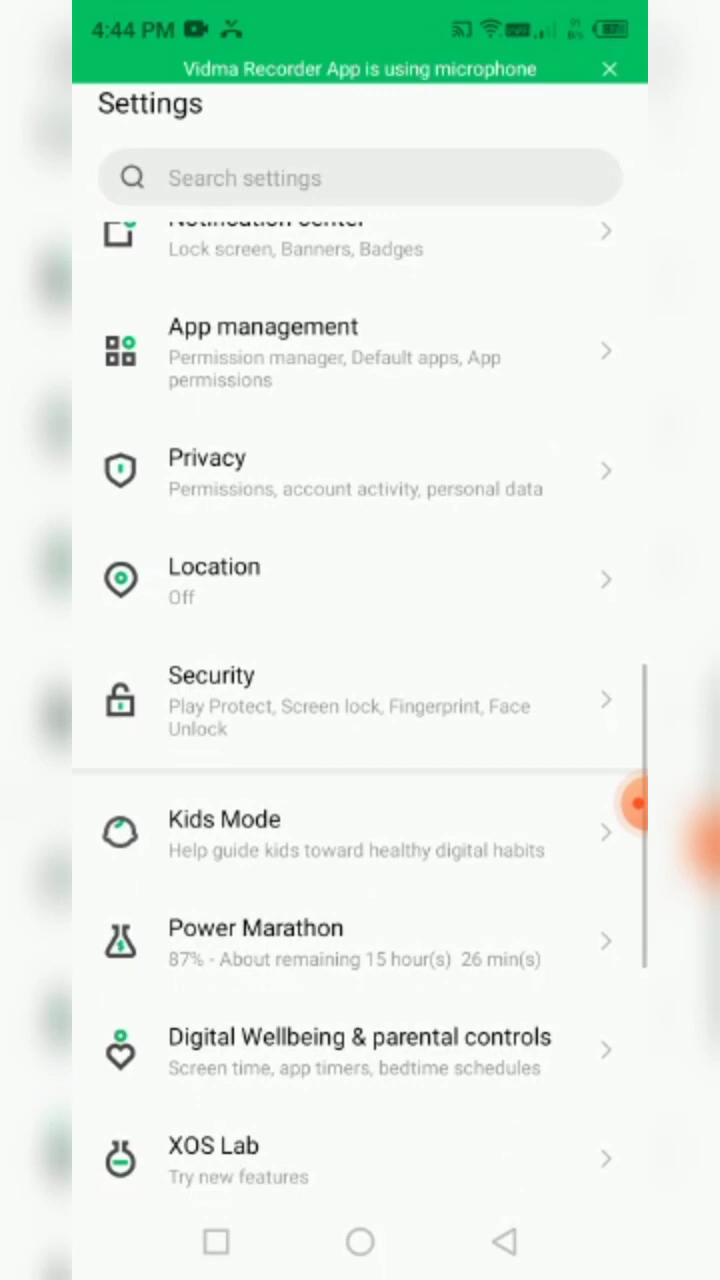 4:44 PM
Vidma Recorder App is using microphone
Settings
Search settings
Notification center
Lock screen, Banners, Badges
App management
Permission manager, Default apps, App
permissions
Privacy
Permissions, account activity, personal data
Location
Off
Security
Play Protect, Screen lock, Fingerprint, Face
Unlock
Kids Mode
Help guide kids toward healthy digital habits
Power Marathon
87% - About remaining 15 hour(s) 26 min(s)
Digital Wellbeing & parental controls
Screen time, app timers, bedtime schedules
XOS Lab
Try new features